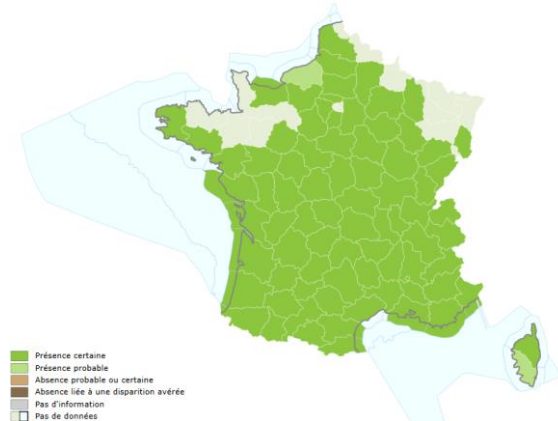 Présence certaine
Présence probable
Absence probable ou certaine
Absence liée à une disparition avérée
Pas d'information
Pas de données